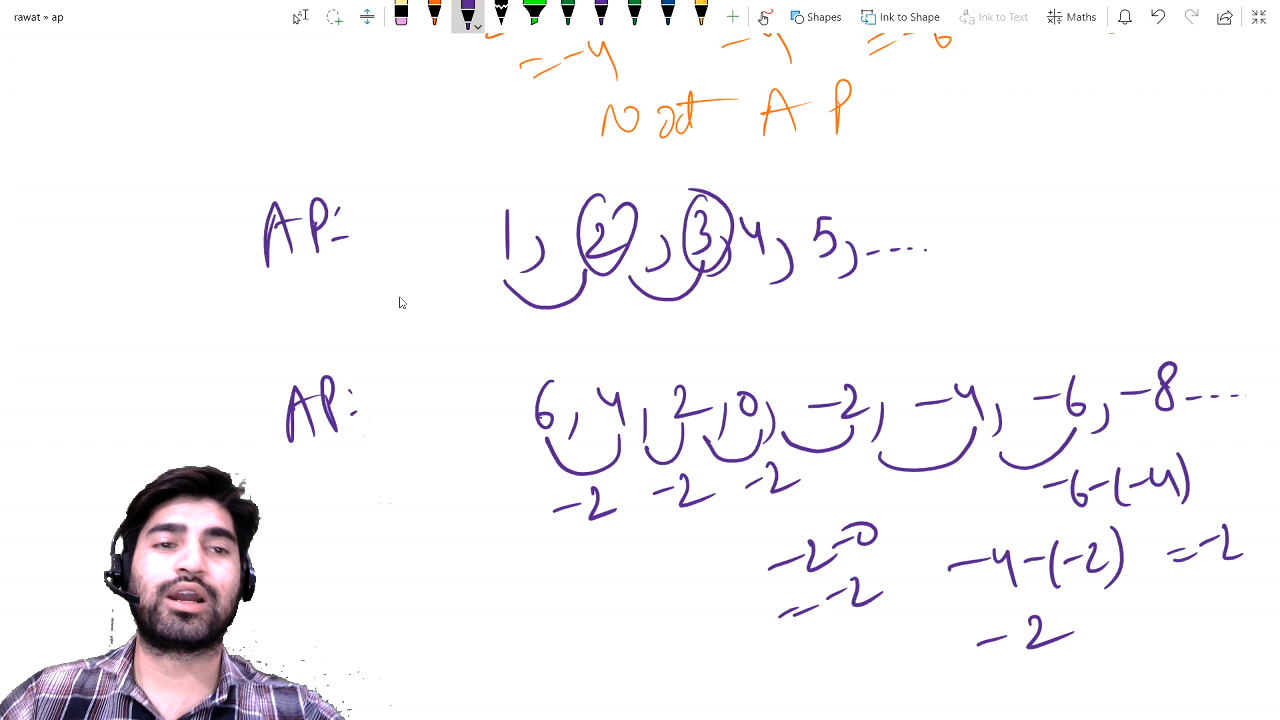 rawat » ap
Shapes Ink to Shape Ink to Text Maths
= -4 -4 = -6
Not AP
AP:- 1, 2, 3, 4, 5, ....
AP: 6, 4, 2, 0, -2, -4, -6, -8 ....
-2 -2 -2 -6-(-4)
-2-0 -4-(-2) = -2
= -2
-2